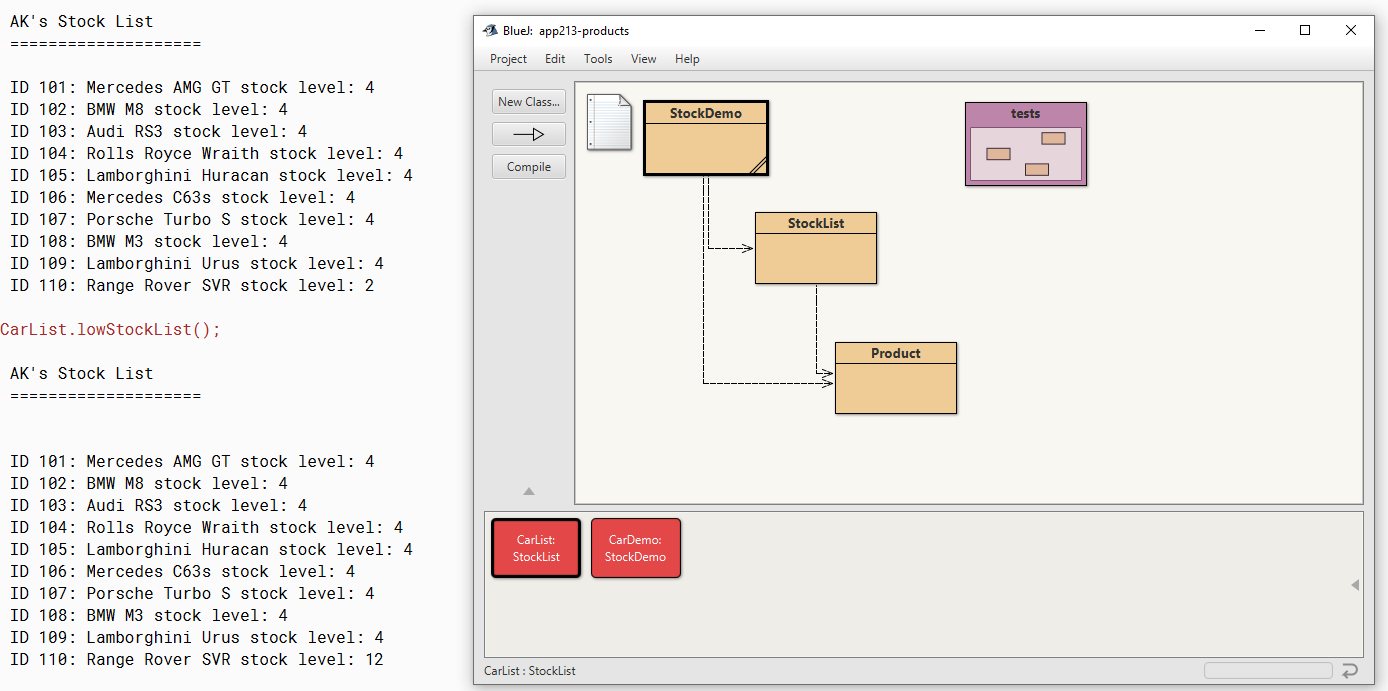 AK's Stock List
====================
ID 101: Mercedes AMG GT stock level: 4
ID 102: BMW M8 stock level: 4
ID 103: Audi RS3 stock level: 4
ID 104: Rolls Royce Wraith stock level: 4
ID 105: Lamborghini Huracan stock level: 4
ID 106: Mercedes C63s stock level: 4
ID 107: Porsche Turbo S stock level: 4
ID 108: BMW M3 stock level: 4
ID 109: Lamborghini Urus stock level: 4
ID 110: Range Rover SVR stock level: 2
CarList.lowStockList();
AK's Stock List
====================
ID 101: Mercedes AMG GT stock level: 4
ID 102: BMW M8 stock level: 4
ID 103: Audi RS3 stock level: 4
ID 104: Rolls Royce Wraith stock level: 4
ID 105: Lamborghini Huracan stock level: 4
ID 106: Mercedes C63s stock level: 4
ID 107: Porsche Turbo S stock level: 4
ID 108: BMW M3 stock level: 4
ID 109: Lamborghini Urus stock level: 4
ID 110: Range Rover SVR stock level: 12
BlueJ: app213-products
Project Edit Tools View Help
New Class...
Compile
StockDemo
tests
StockList
Product
CarList:
StockList
CarDemo:
StockDemo
CarList : StockList